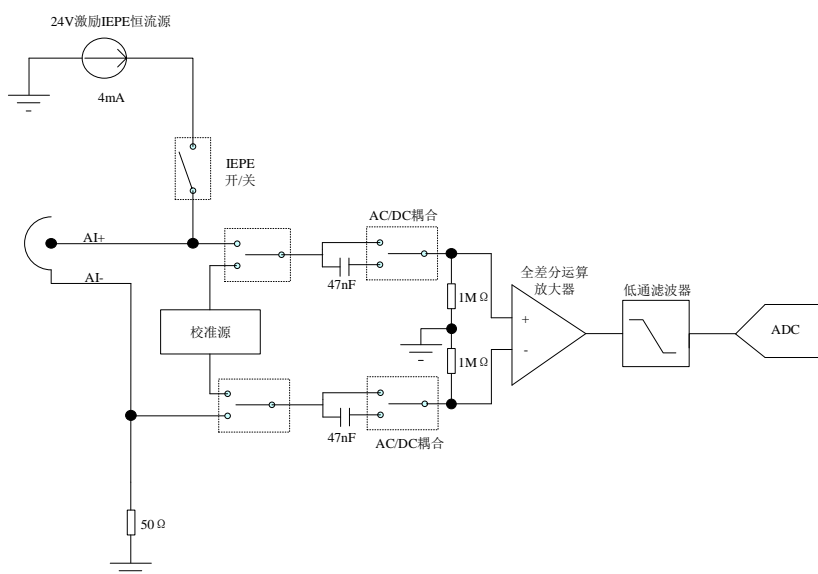 24V激励IEPE恒流源
4mA
IEPE
开/关
AI+
AI-
AC/DC耦合
47nF
校准源
1MΩ
1MΩ
全差分运算
放大器
+
-
低通滤波器
ADC
47nF
AC/DC耦合
50Ω